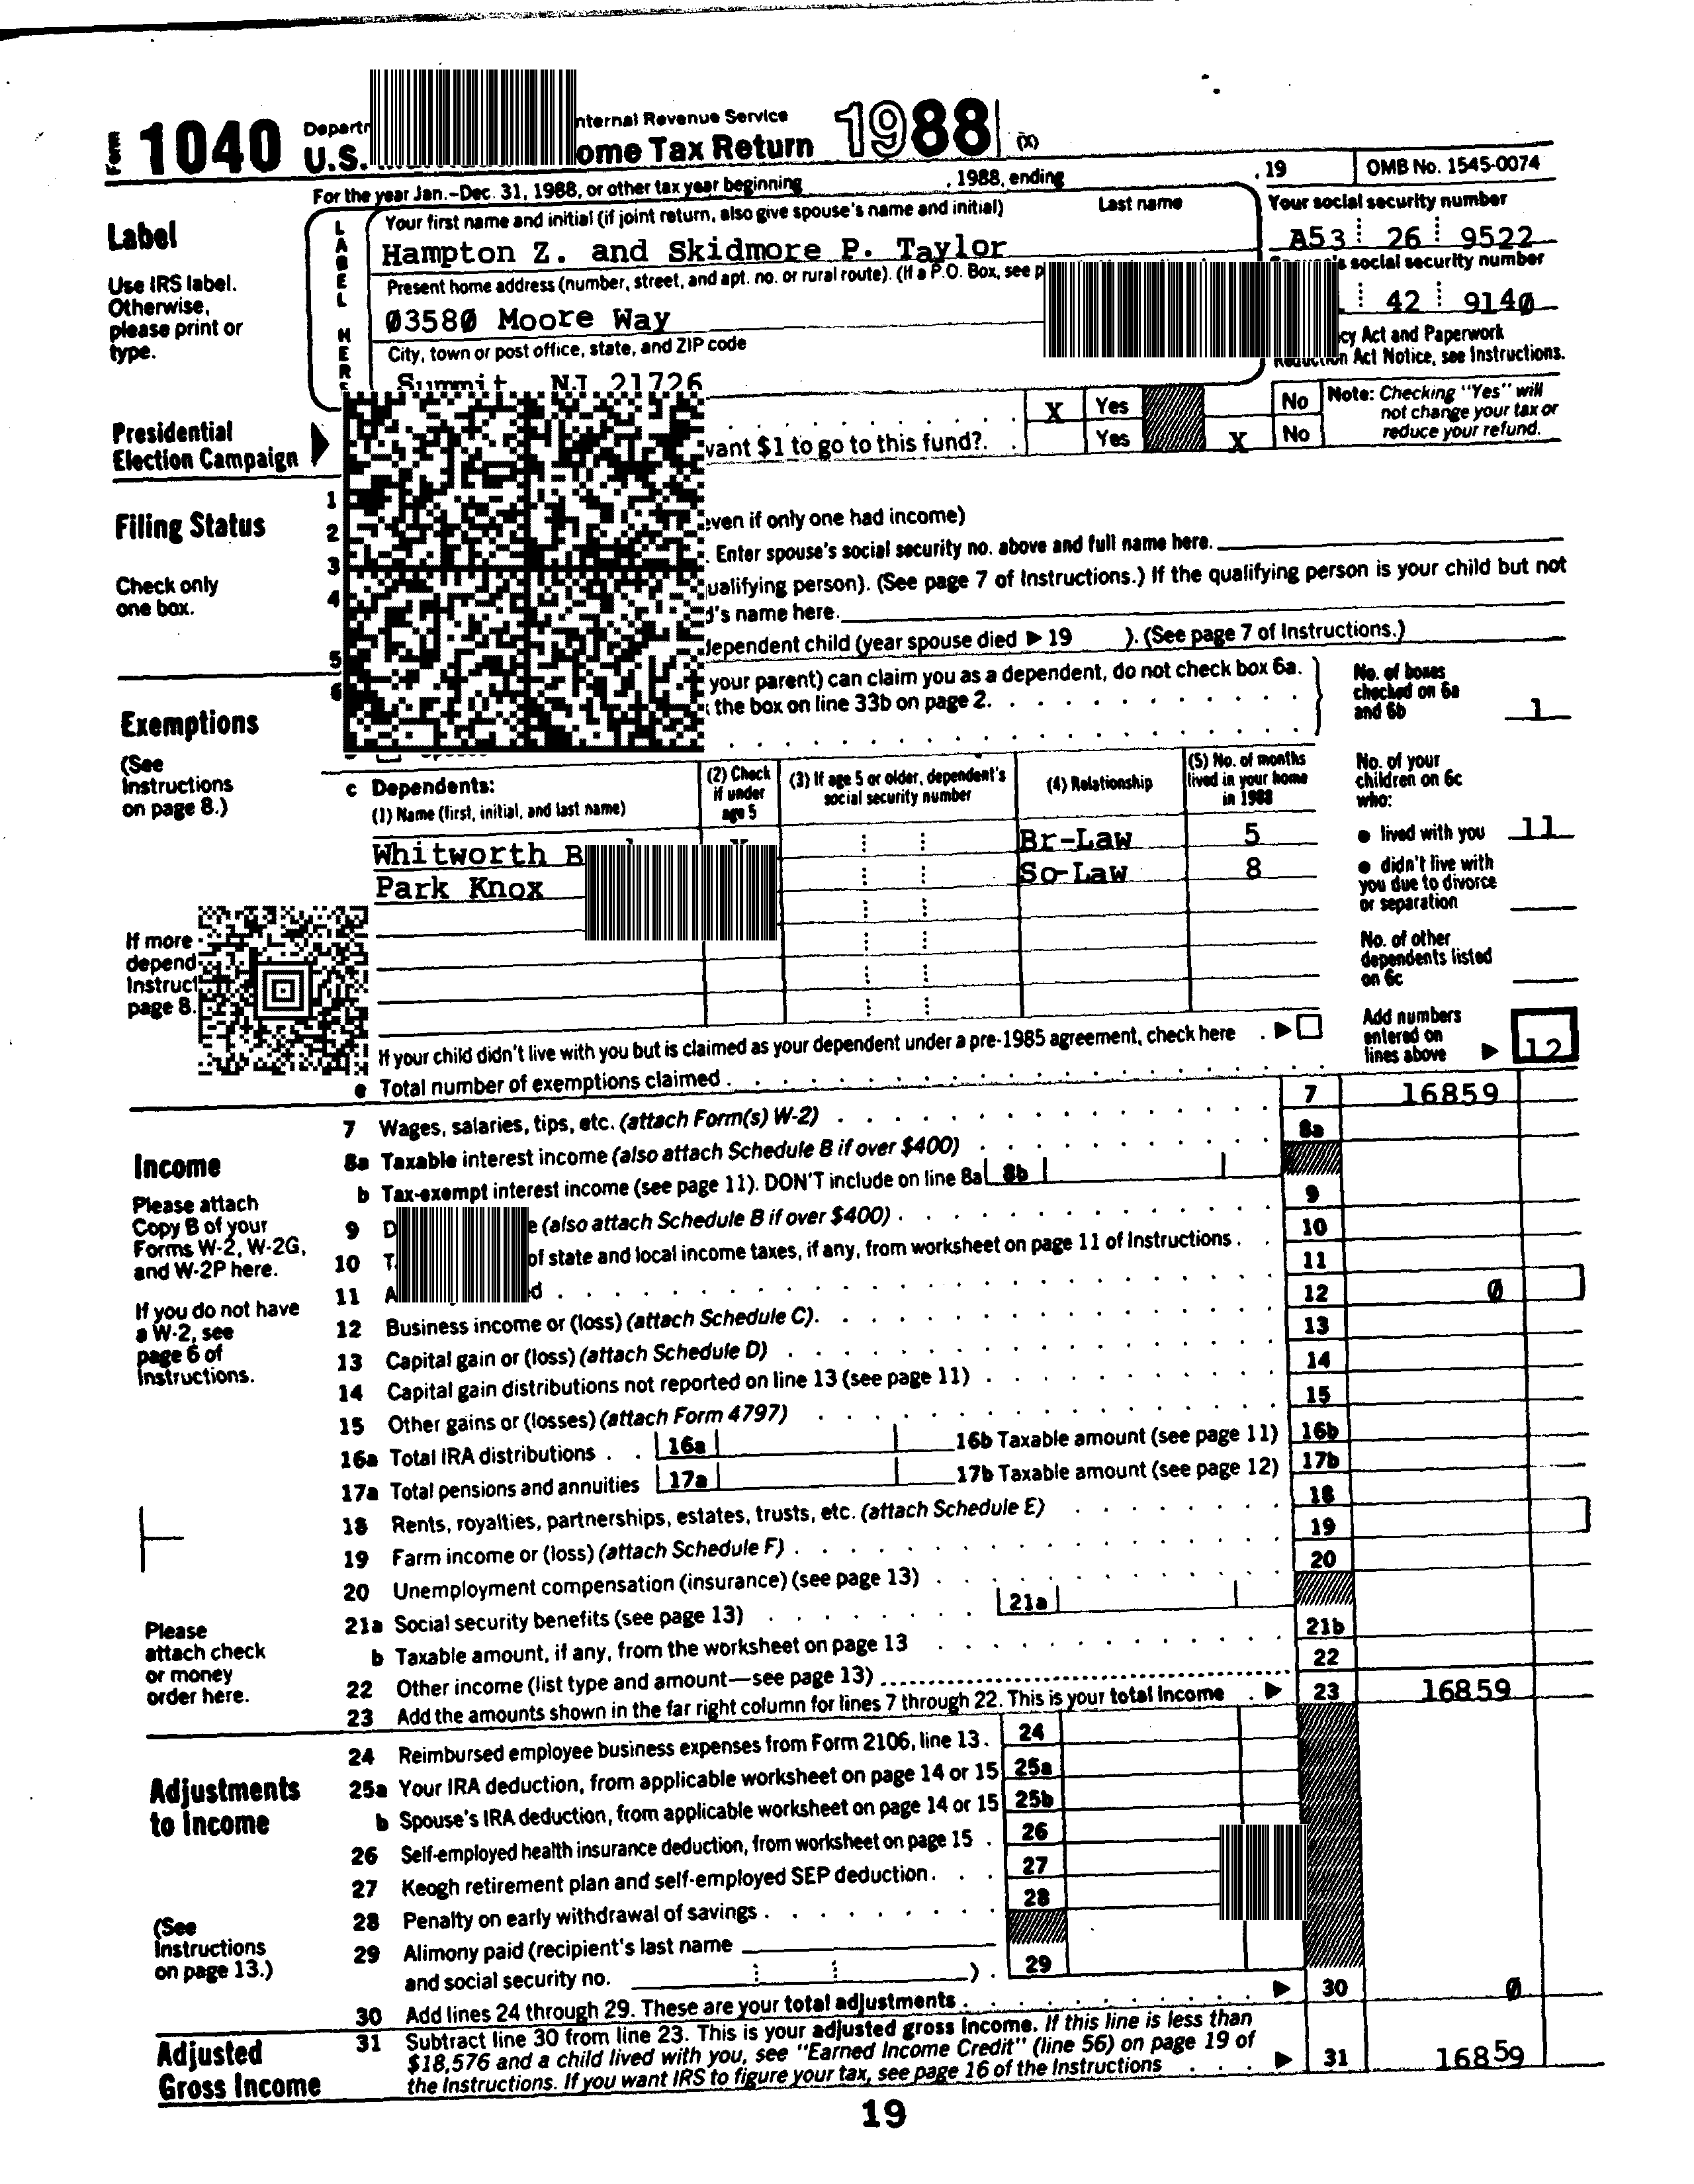 Form 1040 Departr nternal Revenue Service 1988 (X)
U.S. ome Tax Return
For the year Jan.-Dec. 31, 1988, or other tax year beginning , 1988, ending , 19 OMB No. 1545-0074
Label
Use IRS label.
Otherwise,
please print or
type.
LABEL HERE
Your first name and initial (if joint return, also give spouse's name and initial) Last name Your social security number
Hampton Z. and Skidmore P. Taylor A53 26 9522
Present home address (number, street, and apt. no. or rural route). (If a P.O. Box, see p 's social security number
03580 Moore Way 42 9140
City, town or post office, state, and ZIP code cy Act and Paperwork
Reduction Act Notice, see Instructions.
Summit NJ 21726
Presidential
Election Campaign
X Yes No
want $1 to go to this fund?. Yes X No
Note: Checking "Yes" will
not change your tax or
reduce your refund.
Filing Status
Check only
one box.
1
2 even if only one had income)
3 . Enter spouse's social security no. above and full name here.
4 ualifying person). (See page 7 of Instructions.) If the qualifying person is your child but not
d's name here.
5 dependent child (year spouse died ▶ 19 ). (See page 7 of Instructions.)
Exemptions
(See
Instructions
on page 8.)
6 your parent) can claim you as a dependent, do not check box 6a.
the box on line 33b on page 2.
No. of boxes
checked on 6a
and 6b 1
c Dependents:
(1) Name (first, initial, and last name)
(2) Check
if under
age 5
(3) If age 5 or older, dependent's
social security number
(4) Relationship
(5) No. of months
lived in your home
in 1988
No. of your
children on 6c
who:
Whitworth B Br-Law 5
Park Knox So-Law 8
● lived with you 11
● didn't live with
you due to divorce
or separation
No. of other
dependents listed
on 6c
If more
depend
Instruct
page 8.
If your child didn't live with you but is claimed as your dependent under a pre-1985 agreement, check here . ▶ □
e Total number of exemptions claimed
Add numbers
entered on
lines above ▶ 12
Income
Please attach
Copy B of your
Forms W-2, W-2G,
and W-2P here.
If you do not have
a W-2, see
page 6 of
Instructions.
Please
attach check
or money
order here.
7 Wages, salaries, tips, etc. (attach Form(s) W-2) 7 16859
8a Taxable interest income (also attach Schedule B if over $400) 8a
b Tax-exempt interest income (see page 11). DON'T include on line 8a 8b
9 D e (also attach Schedule B if over $400) 9
10 T of state and local income taxes, if any, from worksheet on page 11 of Instructions 10
11 A d 11
12 Business income or (loss) (attach Schedule C) 12 0
13 Capital gain or (loss) (attach Schedule D) 13
14 Capital gain distributions not reported on line 13 (see page 11) 14
15 Other gains or (losses) (attach Form 4797) 15
16a Total IRA distributions 16a 16b Taxable amount (see page 11) 16b
17a Total pensions and annuities 17a 17b Taxable amount (see page 12) 17b
18 Rents, royalties, partnerships, estates, trusts, etc. (attach Schedule E) 18
19 Farm income or (loss) (attach Schedule F) 19
20 Unemployment compensation (insurance) (see page 13) 20
21a Social security benefits (see page 13) 21a
b Taxable amount, if any, from the worksheet on page 13 21b
22 Other income (list type and amount—see page 13) 22
23 Add the amounts shown in the far right column for lines 7 through 22. This is your total income ▶ 23 16859
Adjustments
to Income
(See
Instructions
on page 13.)
24 Reimbursed employee business expenses from Form 2106, line 13. 24
25a Your IRA deduction, from applicable worksheet on page 14 or 15 25a
b Spouse's IRA deduction, from applicable worksheet on page 14 or 15 25b
26 Self-employed health insurance deduction, from worksheet on page 15 26
27 Keogh retirement plan and self-employed SEP deduction 27
28 Penalty on early withdrawal of savings 28
29 Alimony paid (recipient's last name
and social security no. ) . 29
30 Add lines 24 through 29. These are your total adjustments ▶ 30 0
Adjusted
Gross Income
31 Subtract line 30 from line 23. This is your adjusted gross income. If this line is less than
$18,576 and a child lived with you, see "Earned Income Credit" (line 56) on page 19 of
the Instructions. If you want IRS to figure your tax, see page 16 of the Instructions ▶ 31 16859
19